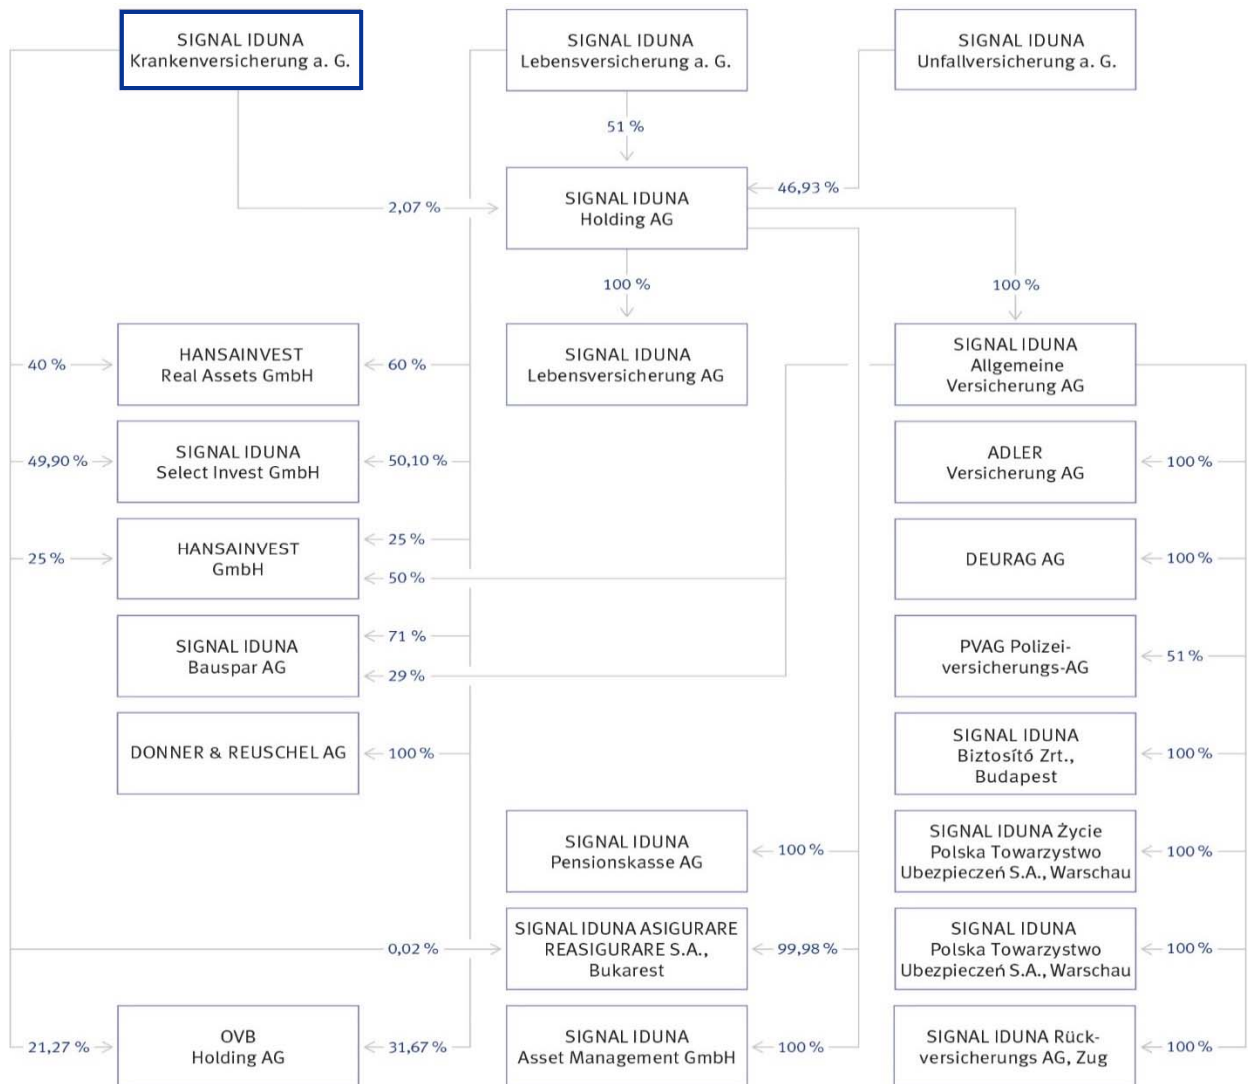 SIGNAL IDUNA
Krankenversicherung a. G.
SIGNAL IDUNA
Lebensversicherung a. G.
SIGNAL IDUNA
Unfallversicherung a. G.
51 %
SIGNAL IDUNA
Holding AG
46,93 %
2,07 %
100 %
100 %
40 %
HANSAINVEST
Real Assets GmbH
60 %
SIGNAL IDUNA
Lebensversicherung AG
SIGNAL IDUNA
Allgemeine
Versicherung AG
49,90 %
SIGNAL IDUNA
Select Invest GmbH
50,10 %
ADLER
Versicherung AG
100 %
25 %
HANSAINVEST
GmbH
25 %
50 %
DEURAG AG
100 %
SIGNAL IDUNA
Bauspar AG
71 %
29 %
PVAG Polizei-
versicherungs-AG
51 %
DONNER & REUSCHEL AG
100 %
SIGNAL IDUNA
Biztosító Zrt.,
Budapest
100 %
SIGNAL IDUNA
Pensionskasse AG
100 %
SIGNAL IDUNA Życie
Polska Towarzystwo
Ubezpieczeń S.A., Warschau
100 %
0,02 %
SIGNAL IDUNA ASIGURARE
REASIGURARE S.A.,
Bukarest
99,98 %
SIGNAL IDUNA
Polska Towarzystwo
Ubezpieczeń S.A., Warschau
100 %
21,27 %
OVB
Holding AG
31,67 %
SIGNAL IDUNA
Asset Management GmbH
100 %
SIGNAL IDUNA Rück-
versicherungs AG, Zug
100 %